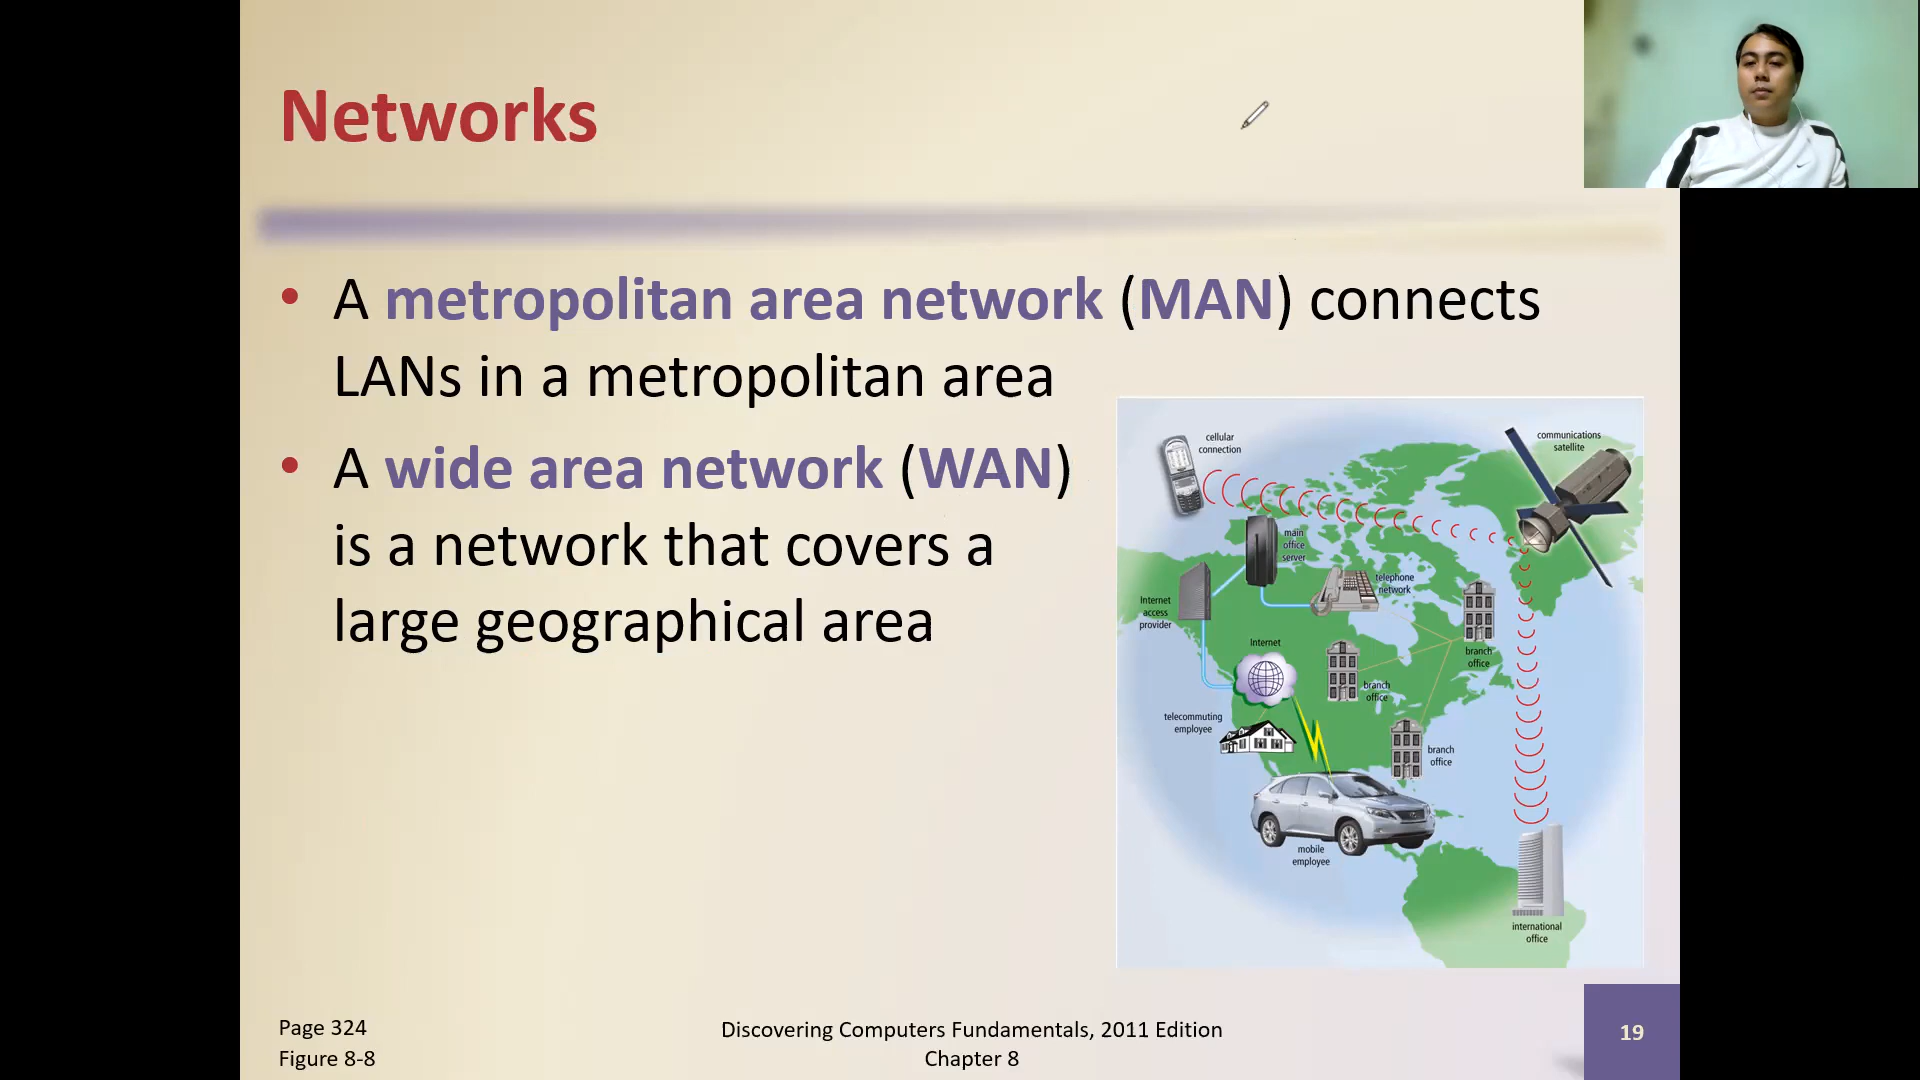 Networks
• A metropolitan area network (MAN) connects
LANs in a metropolitan area
• A wide area network (WAN)
is a network that covers a
large geographical area
cellular
connection
communications
satellite
main
office
server
telephone
network
Internet
access
provider
branch
office
Internet
branch
office
telecommuting
employee
branch
office
mobile
employee
international
office
Page 324
Figure 8-8
Discovering Computers Fundamentals, 2011 Edition
Chapter 8
19